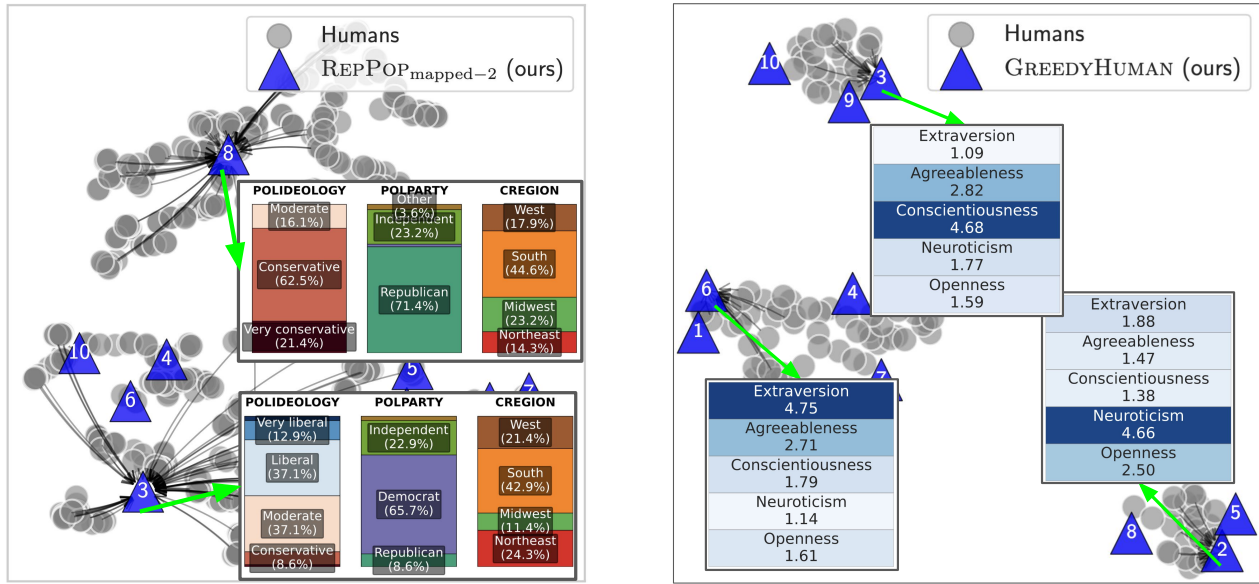 Humans
REPPOPmapped−2 (ours)
8
POLIDEOLOGY
POLPARTY
CREGION
Moderate
(16.1%)
Conservative
(62.5%)
Very conservative
(21.4%)
Other
(3.6%)
Independent
(23.2%)
Republican
(71.4%)
West
(17.9%)
South
(44.6%)
Midwest
(23.2%)
Northeast
(14.3%)
10
4
6
5
7
3
POLIDEOLOGY
POLPARTY
CREGION
Very liberal
(12.9%)
Liberal
(37.1%)
Moderate
(37.1%)
Conservative
(8.6%)
Independent
(22.9%)
Democrat
(65.7%)
Republican
(8.6%)
West
(21.4%)
South
(42.9%)
Midwest
(11.4%)
Northeast
(24.3%)
Humans
GREEDYHUMAN (ours)
10
3
9
Extraversion
1.09
Agreeableness
2.82
Conscientiousness
4.68
Neuroticism
1.77
Openness
1.59
6
4
1
7
Extraversion
1.88
Agreeableness
1.47
Conscientiousness
1.38
Neuroticism
4.66
Openness
2.50
Extraversion
4.75
Agreeableness
2.71
Conscientiousness
1.79
Neuroticism
1.14
Openness
1.61
8
5
2